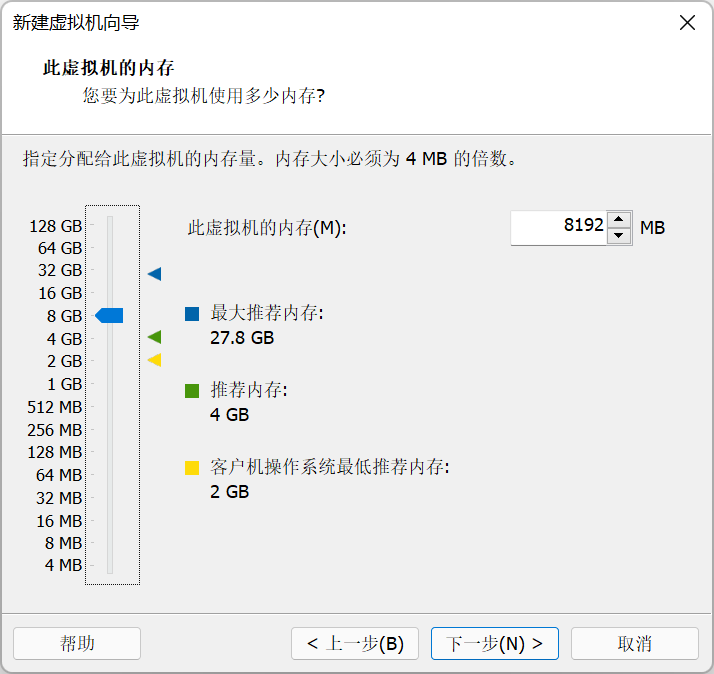 新建虚拟机向导
此虚拟机的内存
您要为此虚拟机使用多少内存?
指定分配给此虚拟机的内存量。内存大小必须为 4 MB 的倍数。
128 GB
64 GB
32 GB
16 GB
8 GB
4 GB
2 GB
1 GB
512 MB
256 MB
128 MB
64 MB
32 MB
16 MB
8 MB
4 MB
此虚拟机的内存(M): 8192 MB
最大推荐内存:
27.8 GB
推荐内存:
4 GB
客户机操作系统最低推荐内存:
2 GB
帮助 < 上一步(B) 下一步(N) > 取消